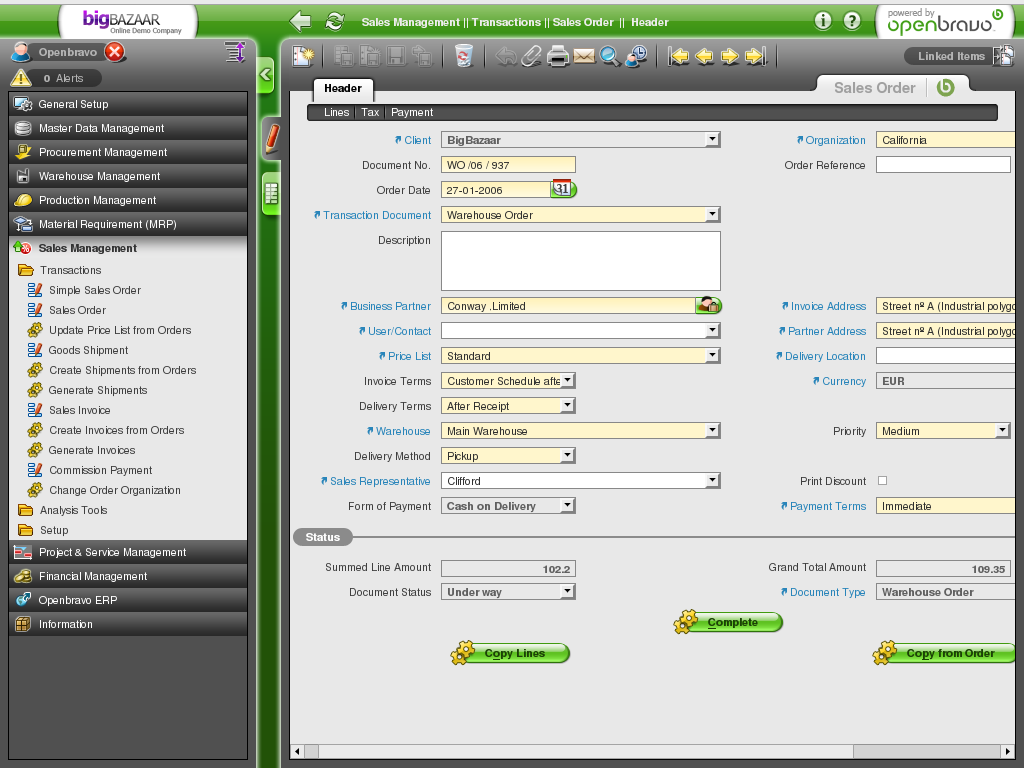 bigBAZAAR
Online Demo Company
Sales Management || Transactions || Sales Order || Header
powered by
openbravo
Openbravo
0 Alerts
Linked Items
General Setup
Master Data Management
Procurement Management
Warehouse Management
Production Management
Material Requirement (MRP)
Sales Management
Transactions
Simple Sales Order
Sales Order
Update Price List from Orders
Goods Shipment
Create Shipments from Orders
Generate Shipments
Sales Invoice
Create Invoices from Orders
Generate Invoices
Commission Payment
Change Order Organization
Analysis Tools
Setup
Project & Service Management
Financial Management
Openbravo ERP
Information
Header
Sales Order
Lines | Tax | Payment
Client BigBazaar Organization California
Document No. WO /06 / 937 Order Reference
Order Date 27-01-2006 31
Transaction Document Warehouse Order
Description
Business Partner Conway .Limited Invoice Address Street nº A (Industrial polygo
User/Contact Partner Address Street nº A (Industrial polygo
Price List Standard Delivery Location
Invoice Terms Customer Schedule afte Currency EUR
Delivery Terms After Receipt
Warehouse Main Warehouse Priority Medium
Delivery Method Pickup
Sales Representative Clifford Print Discount
Form of Payment Cash on Delivery Payment Terms Immediate
Status
Summed Line Amount 102.2 Grand Total Amount 109.35
Document Status Under way Document Type Warehouse Order
Complete
Copy Lines Copy from Order